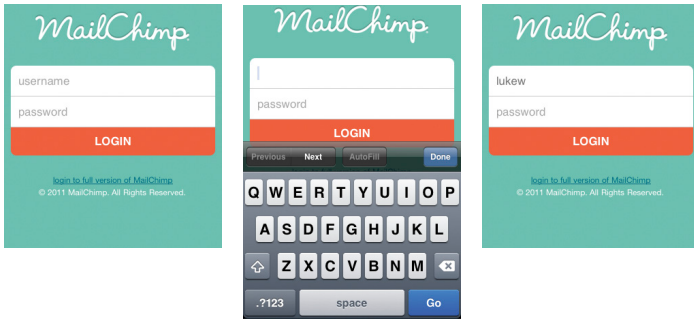 MailChimp
username
password
LOGIN
login to full version of MailChimp
© 2011 MailChimp. All Rights Reserved.
MailChimp
password
LOGIN
Previous Next AutoFill Done
Q W E R T Y U I O P
A S D F G H J K L
Z X C V B N M
.?123 space Go
MailChimp
lukew
password
LOGIN
login to full version of MailChimp
© 2011 MailChimp. All Rights Reserved.